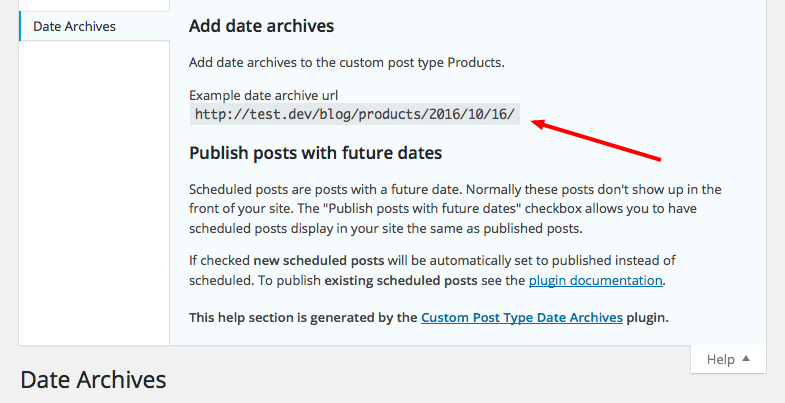 Date Archives
Add date archives
Add date archives to the custom post type Products.
Example date archive url
http://test.dev/blog/products/2016/10/16/
Publish posts with future dates
Scheduled posts are posts with a future date. Normally these posts don't show up in the
front of your site. The "Publish posts with future dates" checkbox allows you to have
scheduled posts display in your site the same as published posts.
If checked new scheduled posts will be automatically set to published instead of
scheduled. To publish existing scheduled posts see the plugin documentation.
This help section is generated by the Custom Post Type Date Archives plugin.
Help
Date Archives